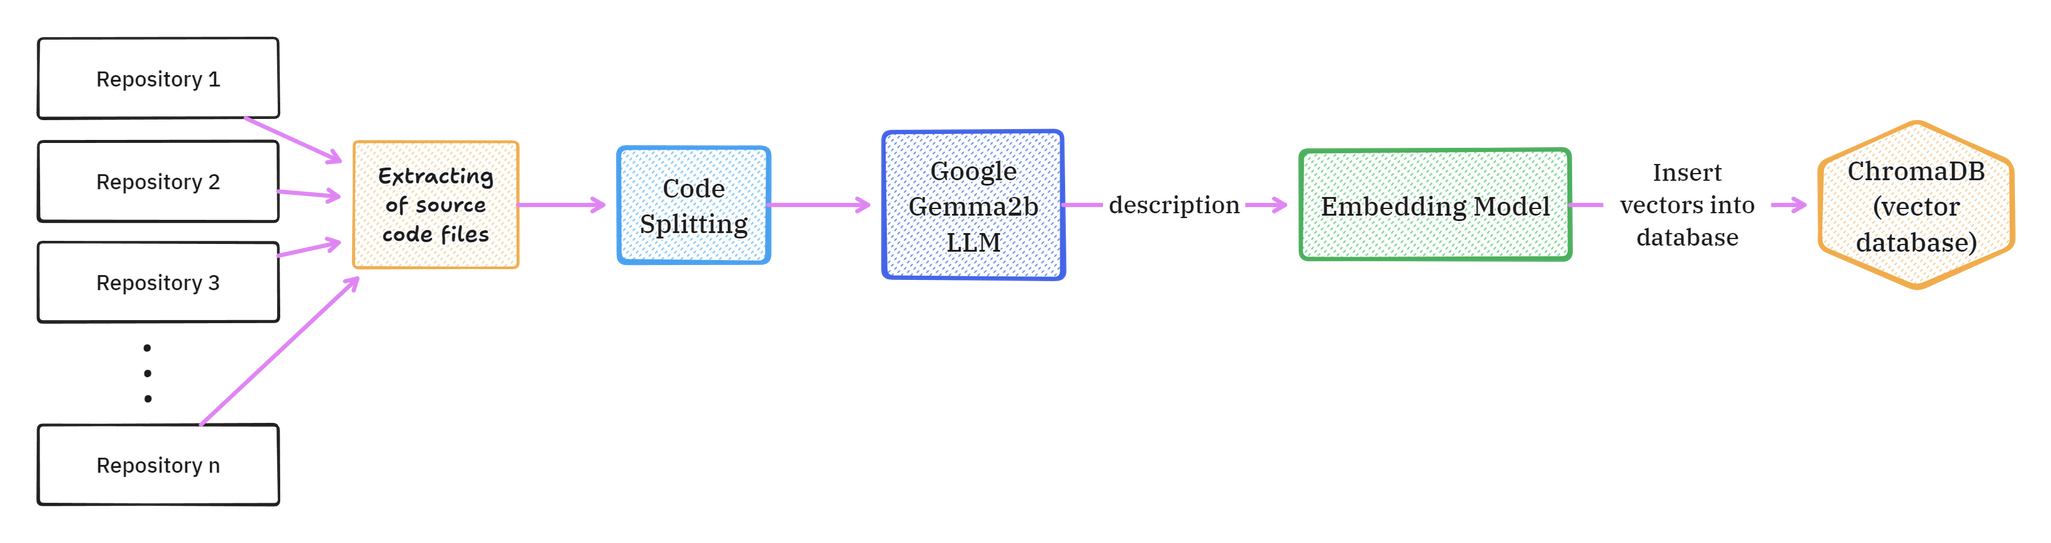 Repository 1
Repository 2
Repository 3
Repository n
Extracting
of source
code files
Code
Splitting
Google
Gemma2b
LLM
description
Embedding Model
Insert
vectors into
database
ChromaDB
(vector
database)